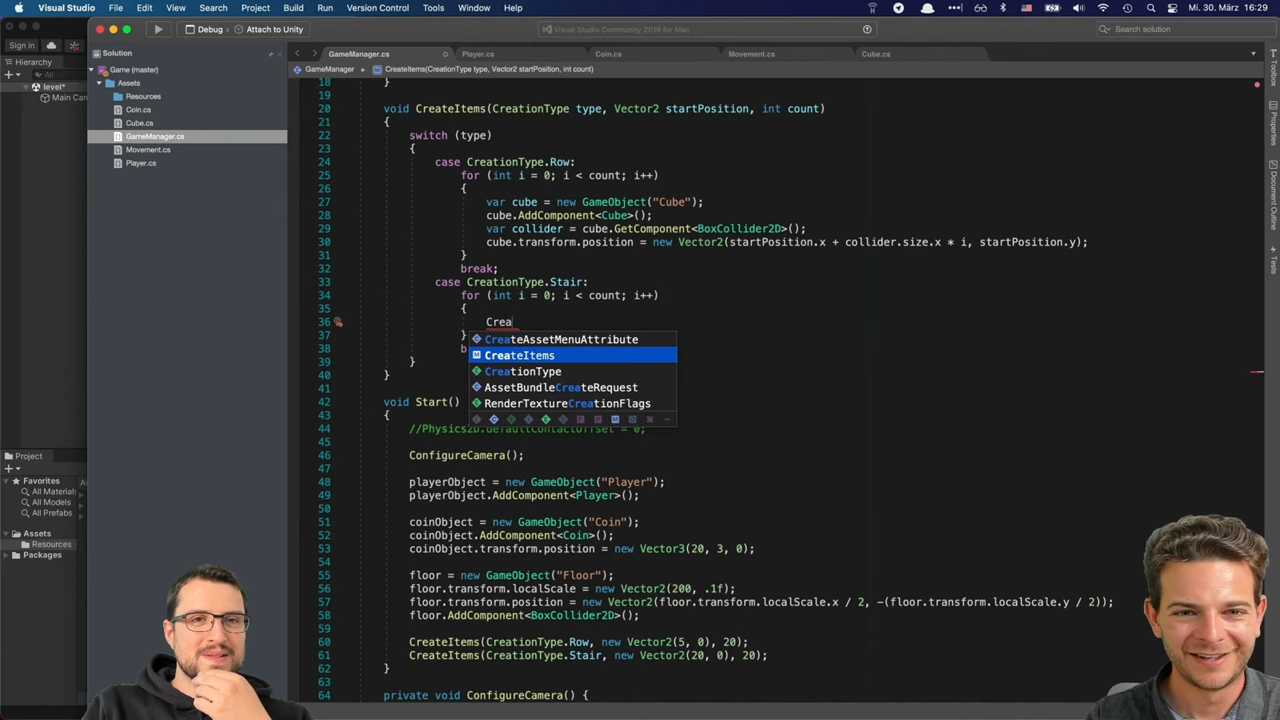 Visual Studio File Edit View Search Project Build Run Version Control Tools Window Help Mi. 30. März 16:29
Debug Attach to Unity Visual Studio Community 2019 for Mac Search solution
Sign in
Solution
GameManager.cs Player.cs Coin.cs Movement.cs Cube.cs
Hierarchy
Game (master)
GameManager CreateItems(CreationType type, Vector2 startPosition, int count)
All
Assets
level*
Resources
Main Can
Coin.cs
Cube.cs
GameManager.cs
Movement.cs
Player.cs
18 }
19
20 void CreateItems(CreationType type, Vector2 startPosition, int count)
21 {
22 switch (type)
23 {
24 case CreationType.Row:
25 for (int i = 0; i < count; i++)
26 {
27 var cube = new GameObject("Cube");
28 cube.AddComponent<Cube>();
29 var collider = cube.GetComponent<BoxCollider2D>();
30 cube.transform.position = new Vector2(startPosition.x + collider.size.x * i, startPosition.y);
31 }
32 break;
33 case CreationType.Stair:
34 for (int i = 0; i < count; i++)
35 {
36 Crea
37 }
38 b
39 }
40 }
41
CreateAssetMenuAttribute
CreateItems
CreationType
AssetBundleCreateRequest
RenderTextureCreationFlags
42 void Start()
43 {
44 //Physics2D.defaultContactOffset = 0;
45
46 ConfigureCamera();
47
48 playerObject = new GameObject("Player");
49 playerObject.AddComponent<Player>();
50
51 coinObject = new GameObject("Coin");
52 coinObject.AddComponent<Coin>();
53 coinObject.transform.position = new Vector3(20, 3, 0);
54
55 floor = new GameObject("Floor");
56 floor.transform.localScale = new Vector2(200, .1f);
57 floor.transform.position = new Vector2(floor.transform.localScale.x / 2, -(floor.transform.localScale.y / 2));
58 floor.AddComponent<BoxCollider2D>();
59
60 CreateItems(CreationType.Row, new Vector2(5, 0), 20);
61 CreateItems(CreationType.Stair, new Vector2(20, 0), 20);
62 }
63
64 private void ConfigureCamera() {
Project
Favorites
All Materials
All Models
All Prefabs
Assets
Resources
Packages
Toolbox
Properties
Document Outline
Tests